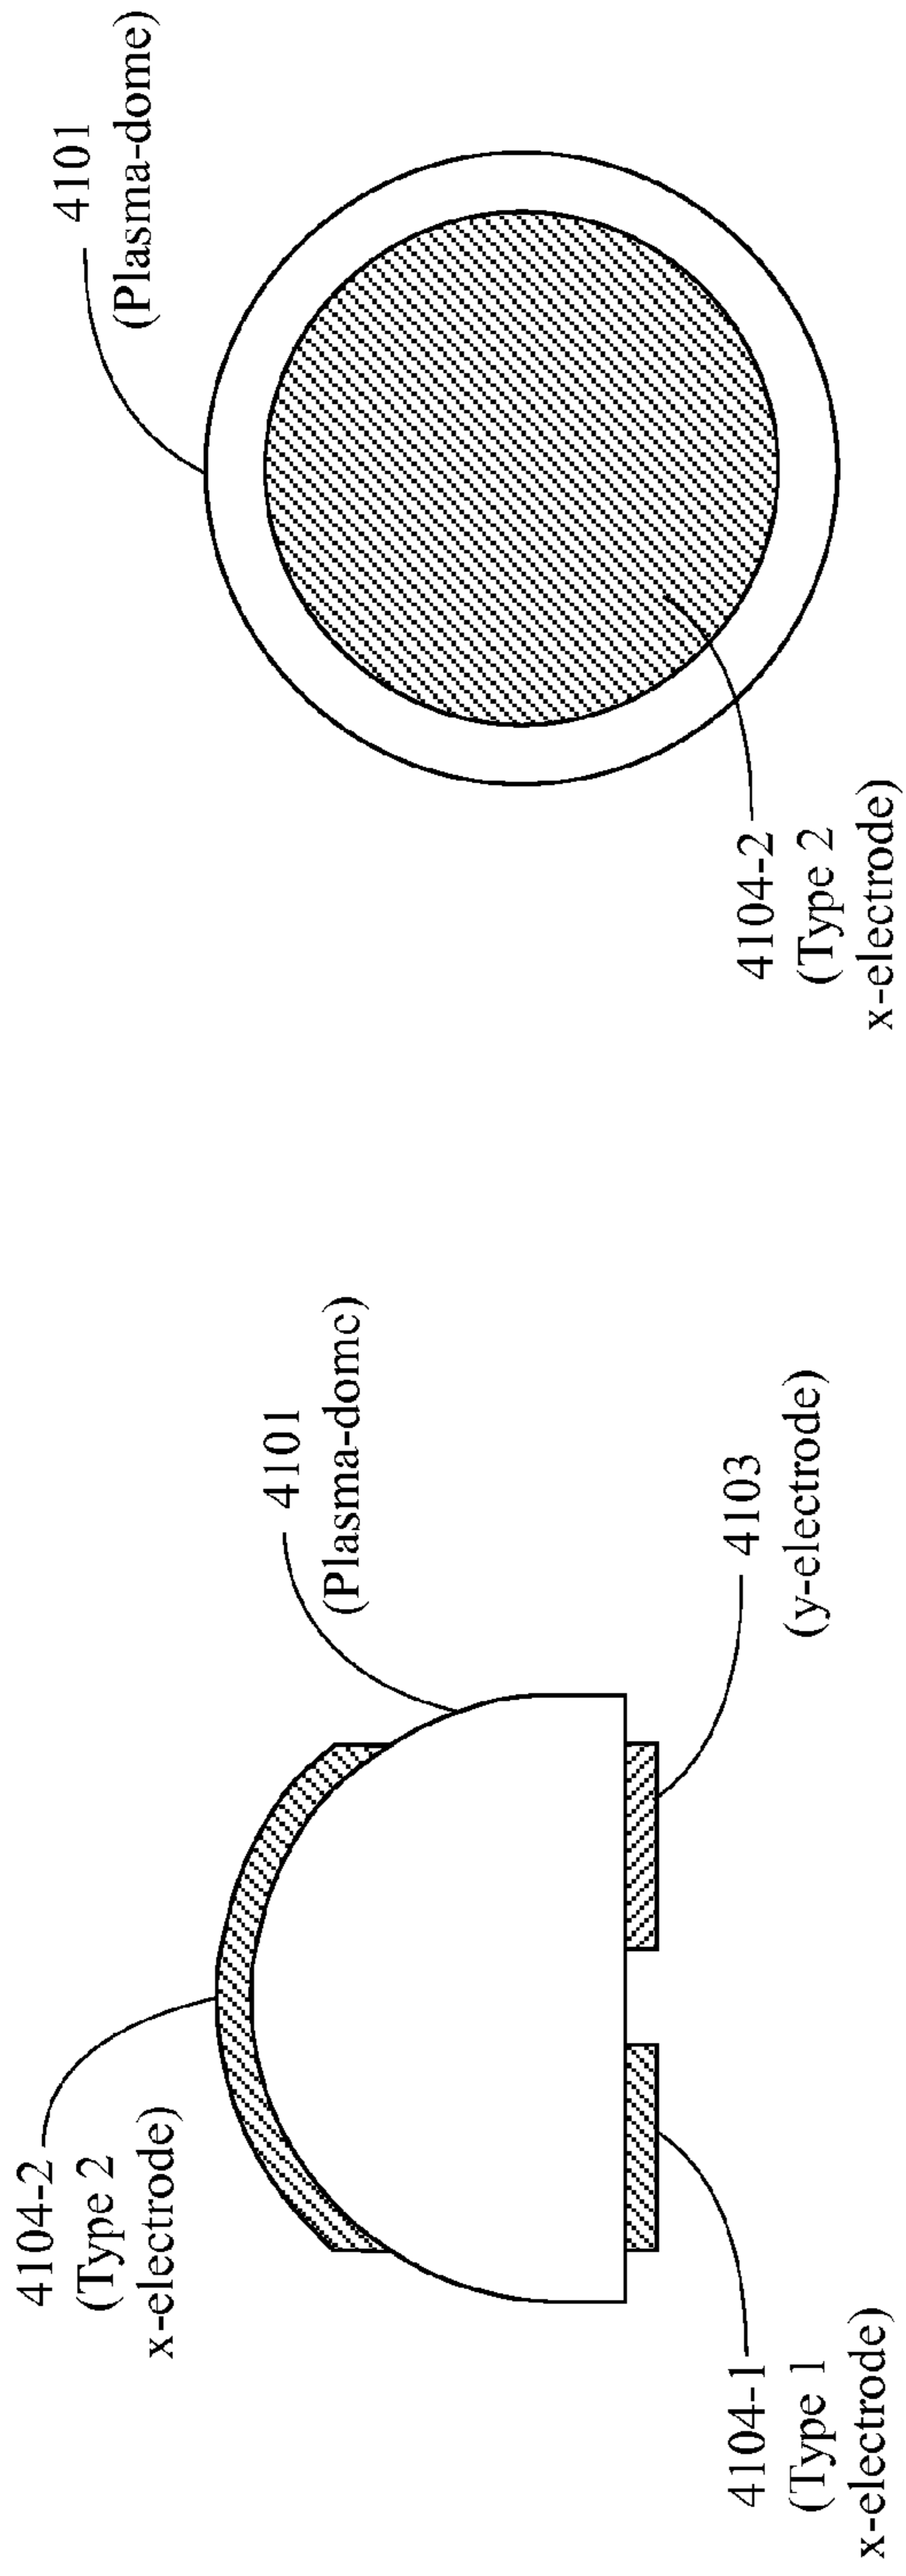 4104-2
(Type 2
x-electrode)
4101
(Plasma-dome)
4104-1
(Type 1
x-electrode)
4103
(y-electrode)
4101
(Plasma-dome)
4104-2
(Type 2
x-electrode)